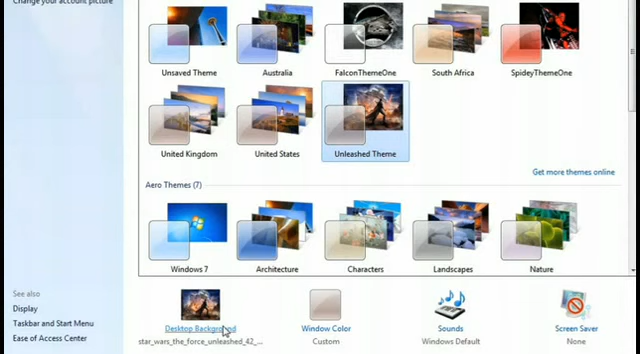 Change your account picture
Unsaved Theme
Australia
FalconThemeOne
South Africa
SpideyThemeOne
United Kingdom
United States
Unleashed Theme
Get more themes online
Aero Themes (7)
Windows 7
Architecture
Characters
Landscapes
Nature
See also
Display
Taskbar and Start Menu
Ease of Access Center
Desktop Background
star_wars_the_force_unleashed_42_...
Window Color
Custom
Sounds
Windows Default
Screen Saver
None